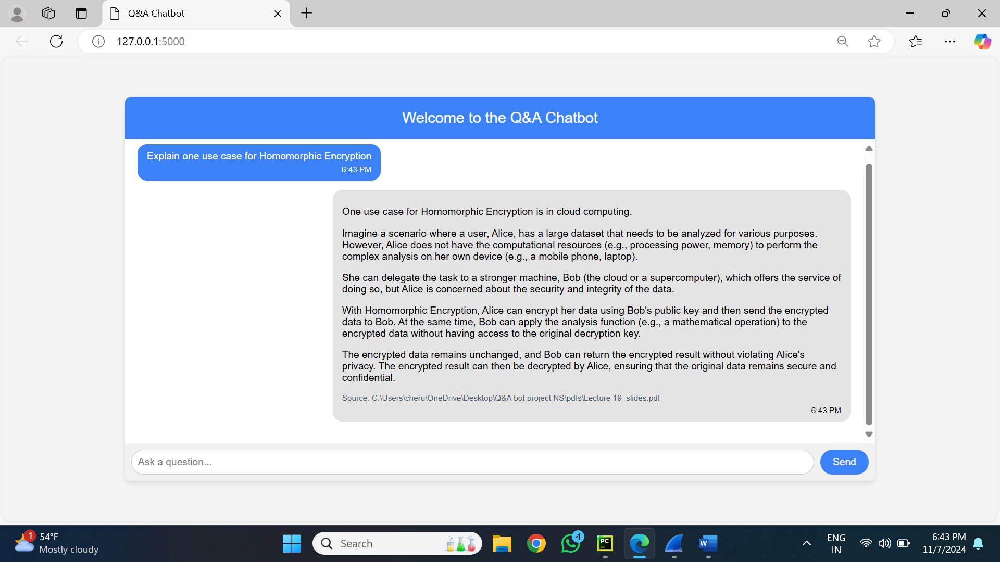 Q&A Chatbot
127.0.0.1:5000
Welcome to the Q&A Chatbot
Explain one use case for Homomorphic Encryption
6:43 PM
One use case for Homomorphic Encryption is in cloud computing.
Imagine a scenario where a user, Alice, has a large dataset that needs to be analyzed for various purposes.
However, Alice does not have the computational resources (e.g., processing power, memory) to perform the
complex analysis on her own device (e.g., a mobile phone, laptop).
She can delegate the task to a stronger machine, Bob (the cloud or a supercomputer), which offers the service of
doing so, but Alice is concerned about the security and integrity of the data.
With Homomorphic Encryption, Alice can encrypt her data using Bob's public key and then send the encrypted
data to Bob. At the same time, Bob can apply the analysis function (e.g., a mathematical operation) to the
encrypted data without having access to the original decryption key.
The encrypted data remains unchanged, and Bob can return the encrypted result without violating Alice's
privacy. The encrypted result can then be decrypted by Alice, ensuring that the original data remains secure and
confidential.
Source: C:\Users\cheru\OneDrive\Desktop\Q&A bot project NS\pdfs\Lecture 19_slides.pdf
6:43 PM
Ask a question...
Send
1
54°F
Mostly cloudy
Search
4
PC
W
ENG
IN
6:43 PM
11/7/2024